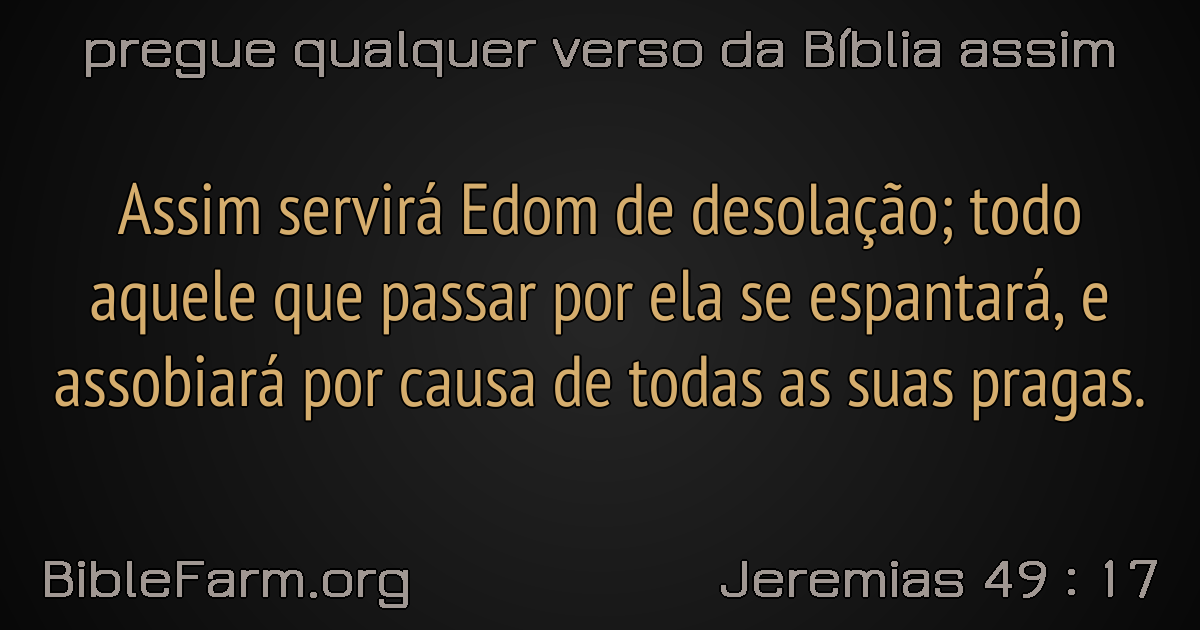 pregue qualquer verso da Bíblia assim
Assim servirá Edom de desolação; todo
aquele que passar por ela se espantará, e
assobiará por causa de todas as suas pragas.
BibleFarm.org
Jeremias 49 : 17